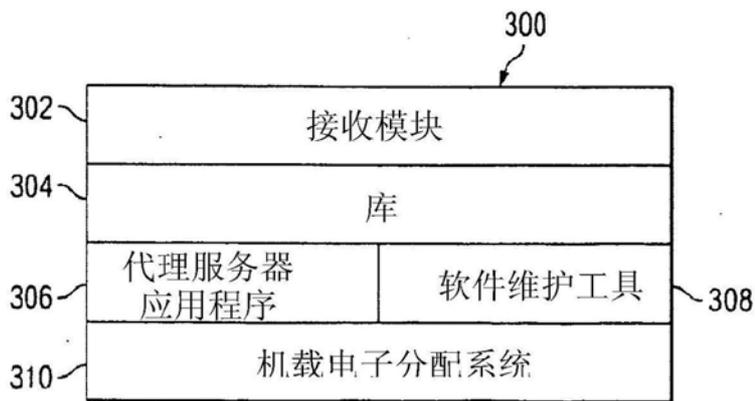 300
302
接收模块
304
库
306
代理服务器
应用程序
软件维护工具
308
310
机载电子分配系统